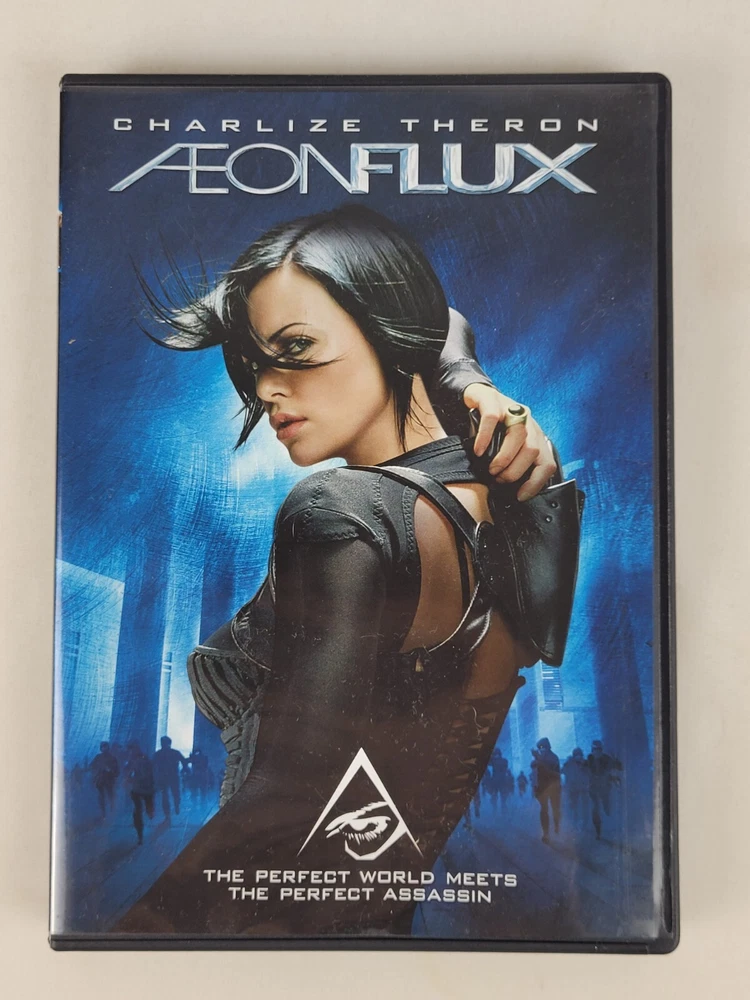 CHARLIZE THERON
ÆONFLUX
THE PERFECT WORLD MEETS
THE PERFECT ASSASSIN